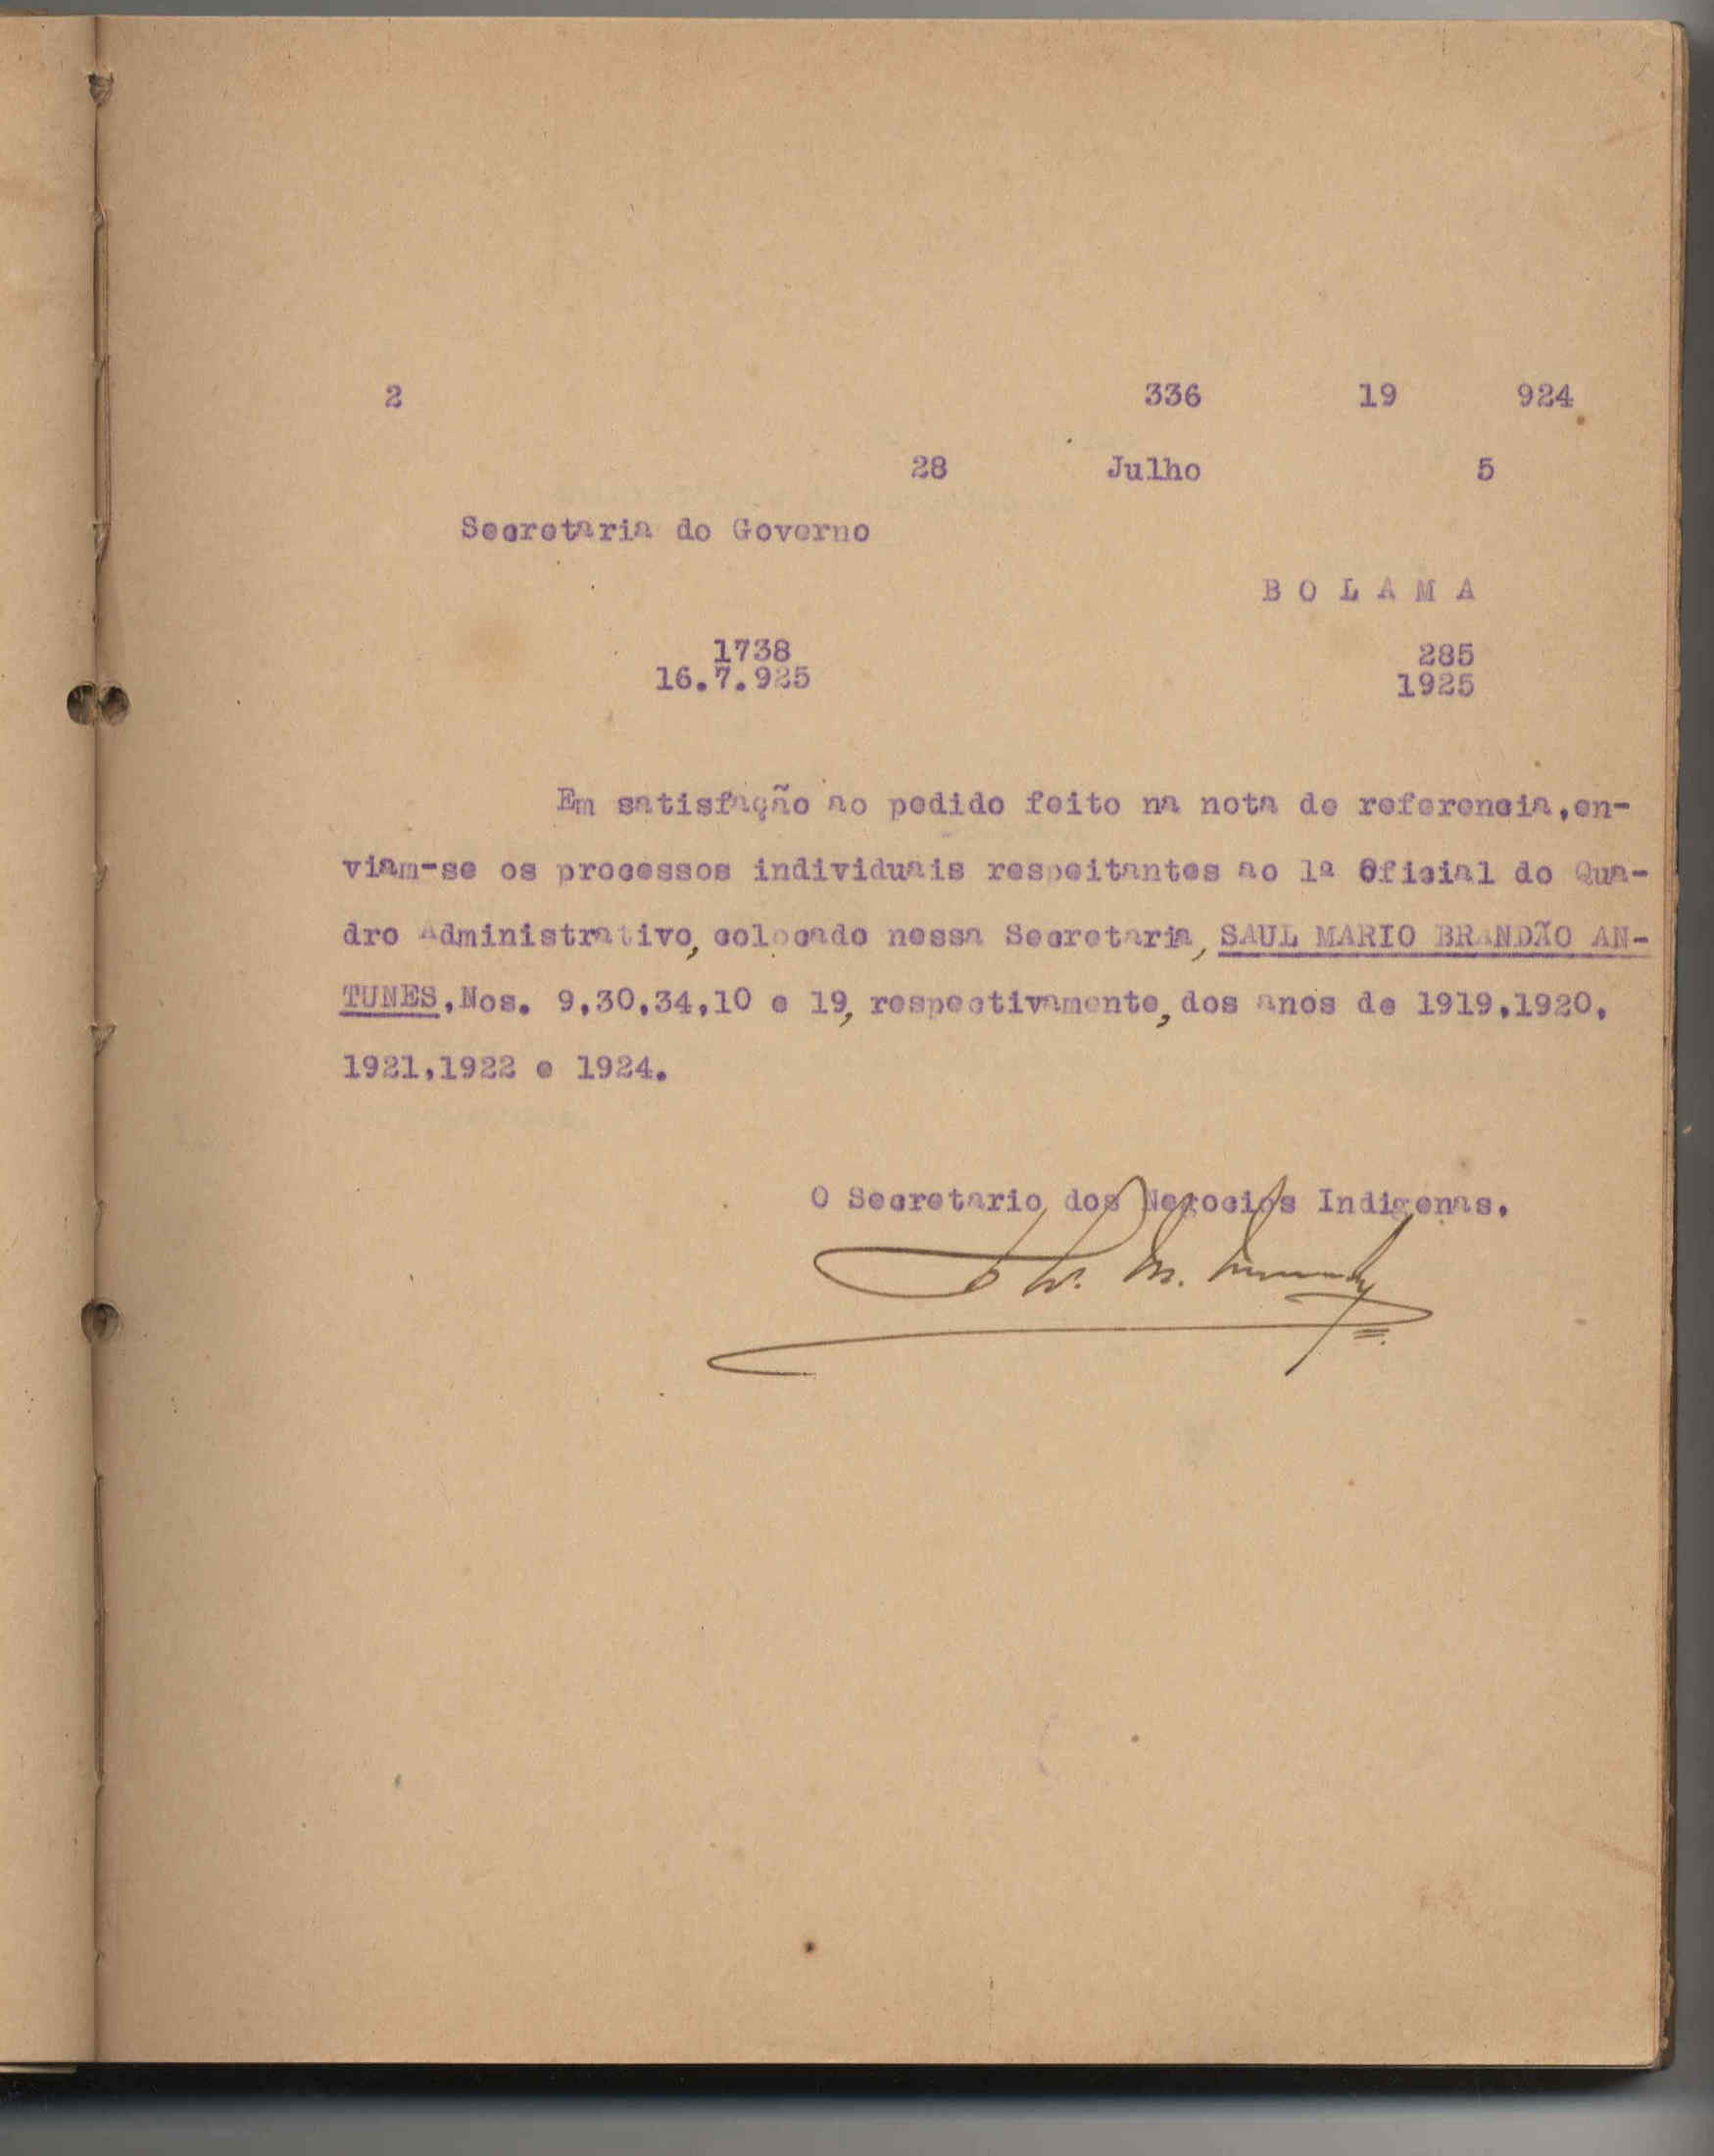 2 336 19 924
28 Julho 5
Secretaria do Governo
B O L A M A
1738 285
16.7.925 1925
Em satisfação ao pedido feito na nota de referencia,en-
viam-se os processos individuais respeitantes ao 1ª Oficial do Qua-
dro Administrativo, colocado nessa Secretaria, SAUL MARIO BRANDÃO AN-
TUNES,Nos. 9,30,34,10 e 19, respectivamente, dos anos de 1919,1920,
1921,1922 e 1924.
O Secretario dos Negocios Indigenas.